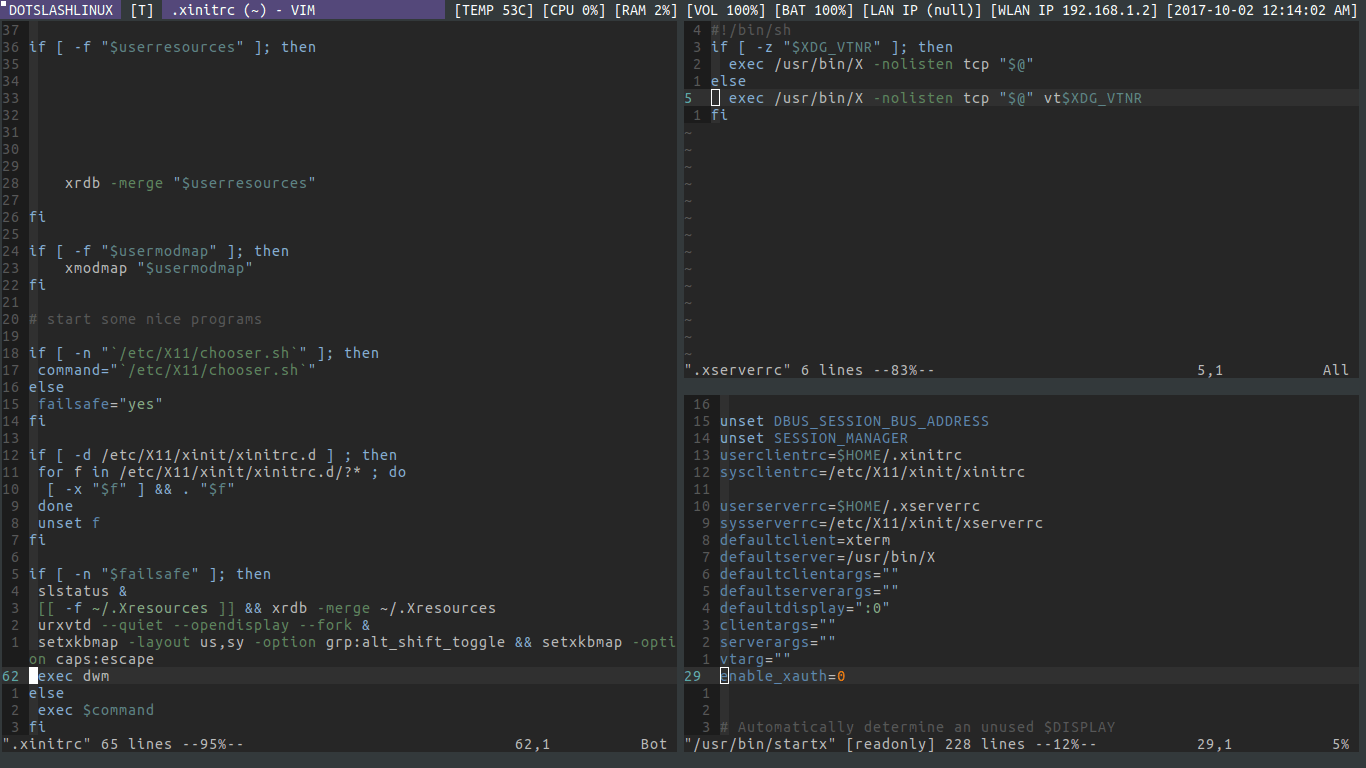 DOTSLASHLINUX [T] .xinitrc (~) - VIM [TEMP 53C] [CPU 0%] [RAM 2%] [VOL 100%] [BAT 100%] [LAN IP (null)] [WLAN IP 192.168.1.2] [2017-10-02 12:14:02 AM]
37
36 if [ -f "$userresources" ]; then
35
34
33
32
31
30
29
28     xrdb -merge "$userresources"
27
26 fi
25
24 if [ -f "$usermodmap" ]; then
23     xmodmap "$usermodmap"
22 fi
21
20 # start some nice programs
19
18 if [ -n "`/etc/X11/chooser.sh`" ]; then
17  command="`/etc/X11/chooser.sh`"
16 else
15  failsafe="yes"
14 fi
13
12 if [ -d /etc/X11/xinit/xinitrc.d ] ; then
11  for f in /etc/X11/xinit/xinitrc.d/?* ; do
10   [ -x "$f" ] && . "$f"
9  done
8  unset f
7 fi
6
5 if [ -n "$failsafe" ]; then
4  slstatus &
3  [[ -f ~/.Xresources ]] && xrdb -merge ~/.Xresources
2  urxvtd --quiet --opendisplay --fork &
1  setxkbmap -layout us,sy -option grp:alt_shift_toggle && setxkbmap -opti
on caps:escape
62  exec dwm
1 else
2  exec $command
3 fi
".xinitrc" 65 lines --95%-- 62,1 Bot
4 #!/bin/sh
3 if [ -z "$XDG_VTNR" ]; then
2   exec /usr/bin/X -nolisten tcp "$@"
1 else
5   exec /usr/bin/X -nolisten tcp "$@" vt$XDG_VTNR
1 fi
~
~
~
~
~
~
~
~
~
~
~
~
~
~
".xserverrc" 6 lines --83%-- 5,1 All
16
15 unset DBUS_SESSION_BUS_ADDRESS
14 unset SESSION_MANAGER
13 userclientrc=$HOME/.xinitrc
12 sysclientrc=/etc/X11/xinit/xinitrc
11
10 userserverrc=$HOME/.xserverrc
9 sysserverrc=/etc/X11/xinit/xserverrc
8 defaultclient=xterm
7 defaultserver=/usr/bin/X
6 defaultclientargs=""
5 defaultserverargs=""
4 defaultdisplay=":0"
3 clientargs=""
2 serverargs=""
1 vtarg=""
29 enable_xauth=0
1
2
3 # Automatically determine an unused $DISPLAY
"/usr/bin/startx" [readonly] 228 lines --12%-- 29,1 5%